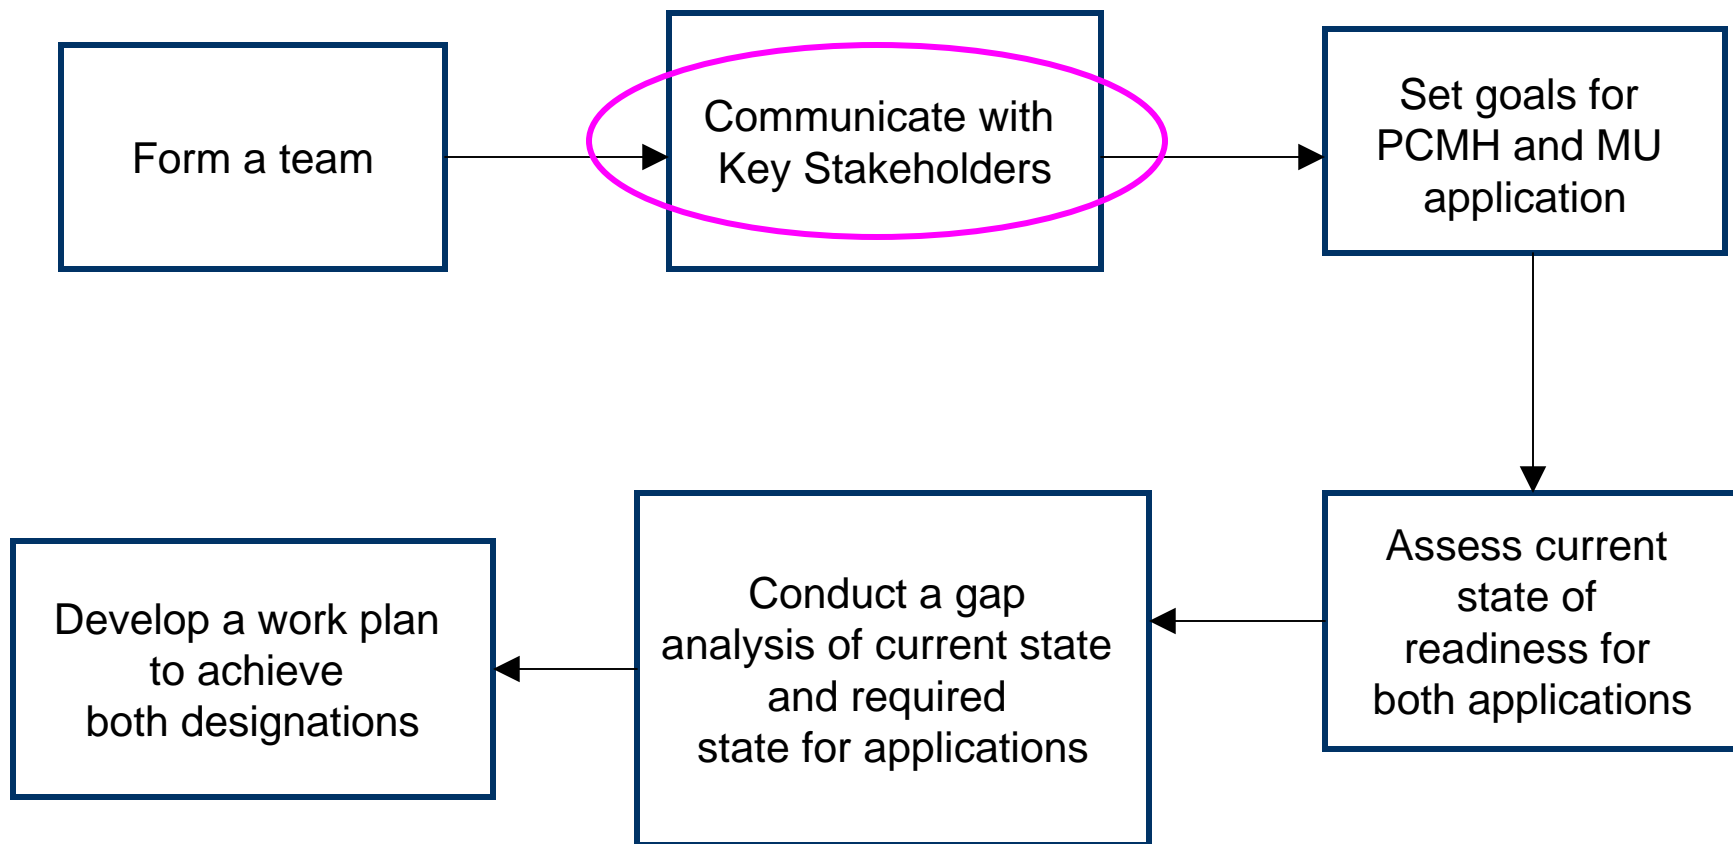 Form a team
Communicate with
Key Stakeholders
Set goals for
PCMH and MU
application
Assess current
state of
readiness for
both applications
Conduct a gap
analysis of current state
and required
state for applications
Develop a work plan
to achieve
both designations